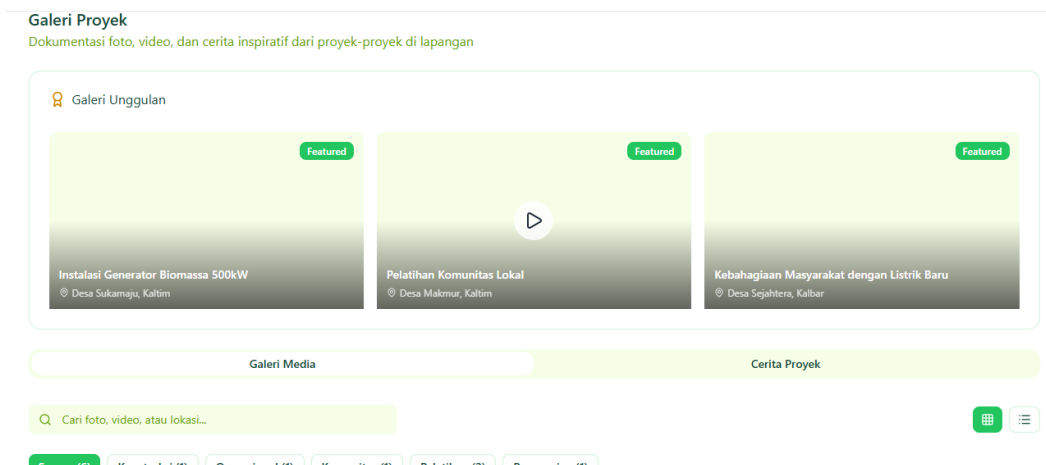 Galeri Proyek
Dokumentasi foto, video, dan cerita inspiratif dari proyek-proyek di lapangan
Galeri Unggulan
Featured
Featured
Featured
Instalasi Generator Biomassa 500kW
Desa Sukamaju, Kaltim
Pelatihan Komunitas Lokal
Desa Makmur, Kaltim
Kebahagiaan Masyarakat dengan Listrik Baru
Desa Sejahtera, Kalbar
Galeri Media
Cerita Proyek
Cari foto, video, atau lokasi...